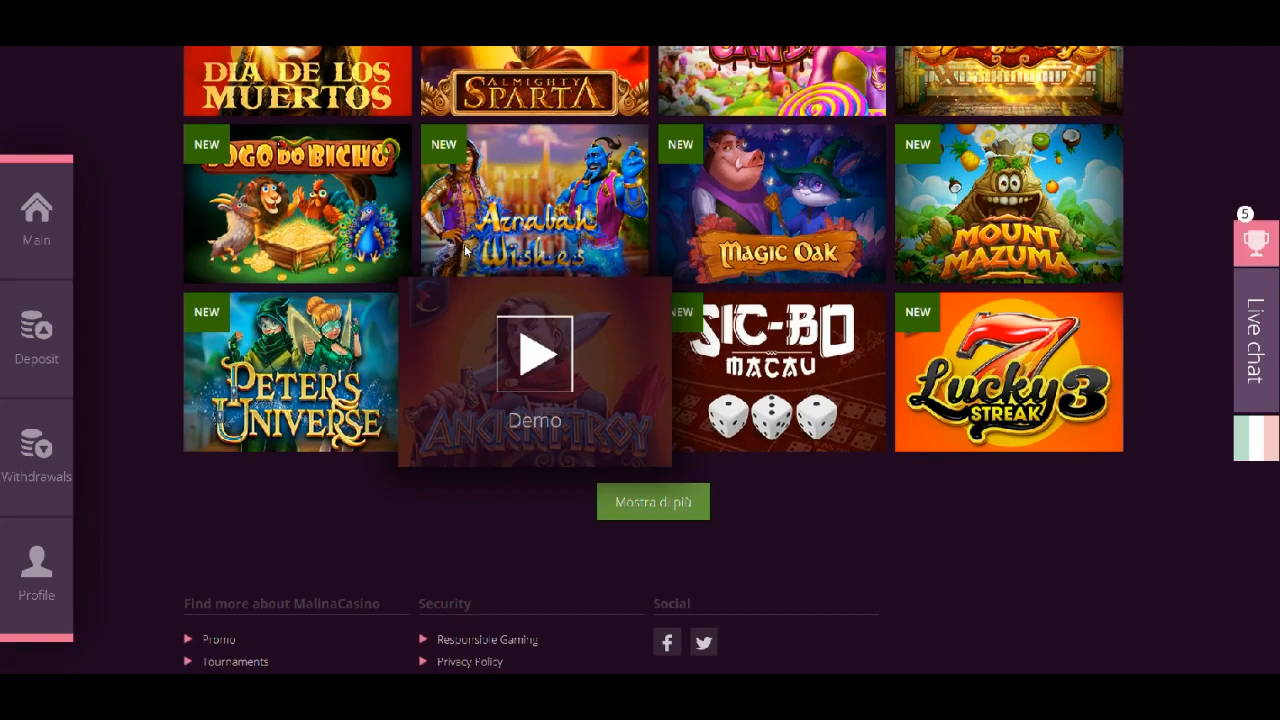 DIA DE LOS
MUERTOS
ALMIGHTY
SPARTA
CANDY
NEW
JOGO DO BICHO
NEW
Azrabah
Wishes
NEW
MAGIC OAK
NEW
MOUNT
MAZUMA
Main
Deposit
Withdrawals
Profile
5
Live chat
NEW
PETER'S
UNIVERSE
Demo
ANCIENT TROY
NEW
SIC-BO
MACAU
NEW
7
Lucky 3
STREAK
Mostra di più
Find more about MalinaCasino
Security
Social
Promo
Responsible Gaming
Tournaments
Privacy Policy